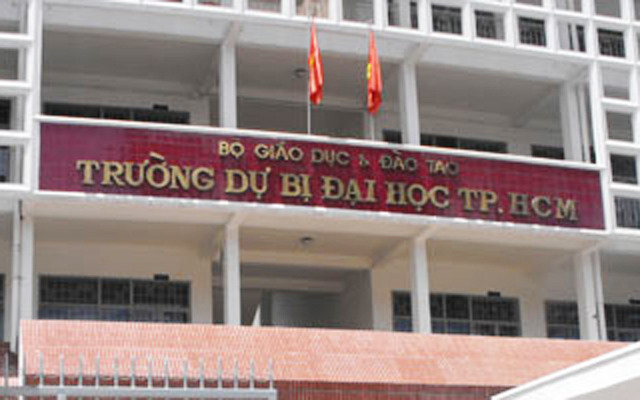 BỘ GIÁO DỤC & ĐÀO TẠO
TRƯỜNG DỰ BỊ ĐẠI HỌC TP. HCM